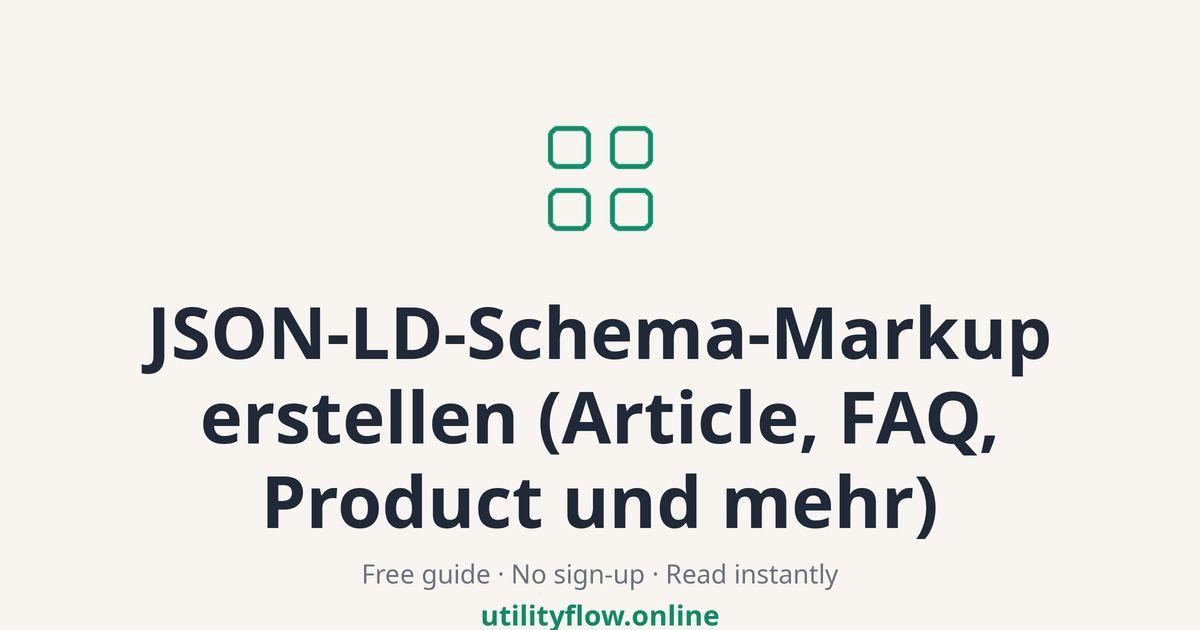 JSON-LD-Schema-Markup
erstellen (Article, FAQ,
Product und mehr)
Free guide · No sign-up · Read instantly
utilityflow.online